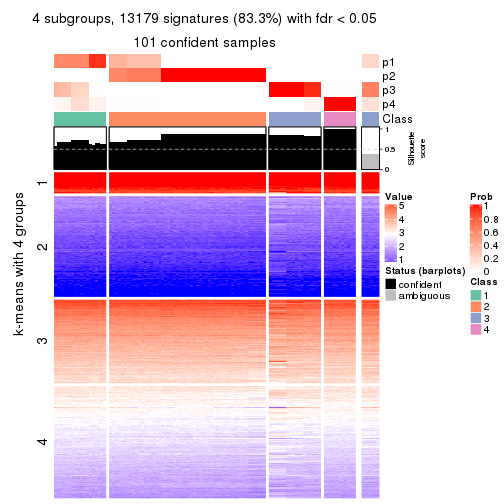 4 subgroups, 13179 signatures (83.3%) with fdr < 0.05
101 confident samples
p1
p2
p3
p4
Class
1
0.5
0
Silhouette
score
k-means with 4 groups
1
2
3
4
Value
5
4
3
2
1
Status (barplots)
confident
ambiguous
Prob
1
0.8
0.6
0.4
0.2
0
Class
1
2
3
4